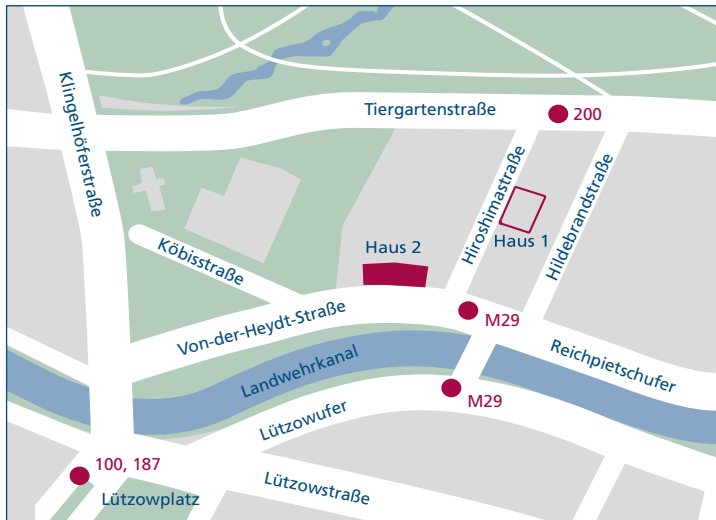 Klingelhöferstraße
Tiergartenstraße
200
Hiroshimastraße
Haus 1
Hildebrandstraße
Haus 2
Köbisstraße
Von-der-Heydt-Straße
M29
Reichpietschufer
Landwehrkanal
M29
Lützowufer
100, 187
Lützowplatz
Lützowstraße